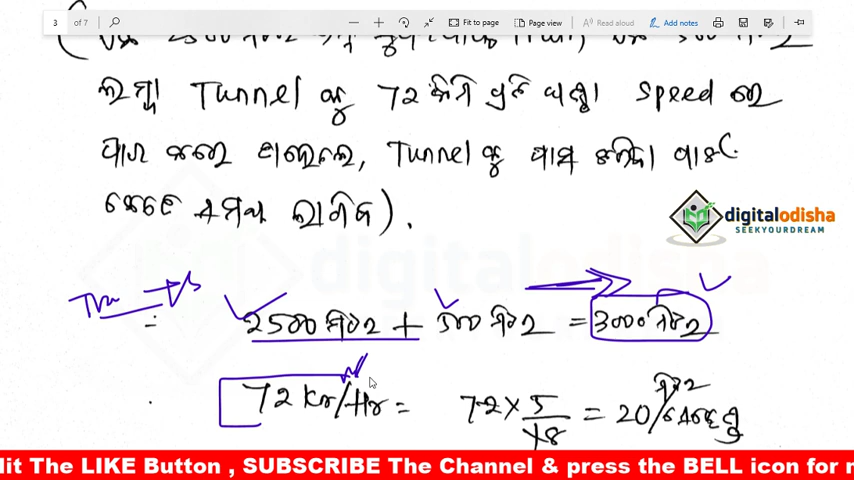 3 of 7 Fit to page Page view Read aloud Add notes
ଲମ୍ବା Tunnel କୁ 72 କିମି ପ୍ରତି ଘଣ୍ଟା Speed ରେ
ପାର କରେ ଥାଏଲେ, Tunnel କୁ ପାସ୍ କରିବା ପାଇଁ
କେତେ ସମୟ ଲାଗିବ).
digitalodisha
SEEKYOURDREAM
= 2500 ମିଟର + 500 ମିଟର = 3000 ମିଟର
72 Km/Hr = 72 × 5/18 = 20 ମିଟର/ସେକେଣ୍ଡ
Hit The LIKE Button , SUBSCRIBE The Channel & press the BELL icon for